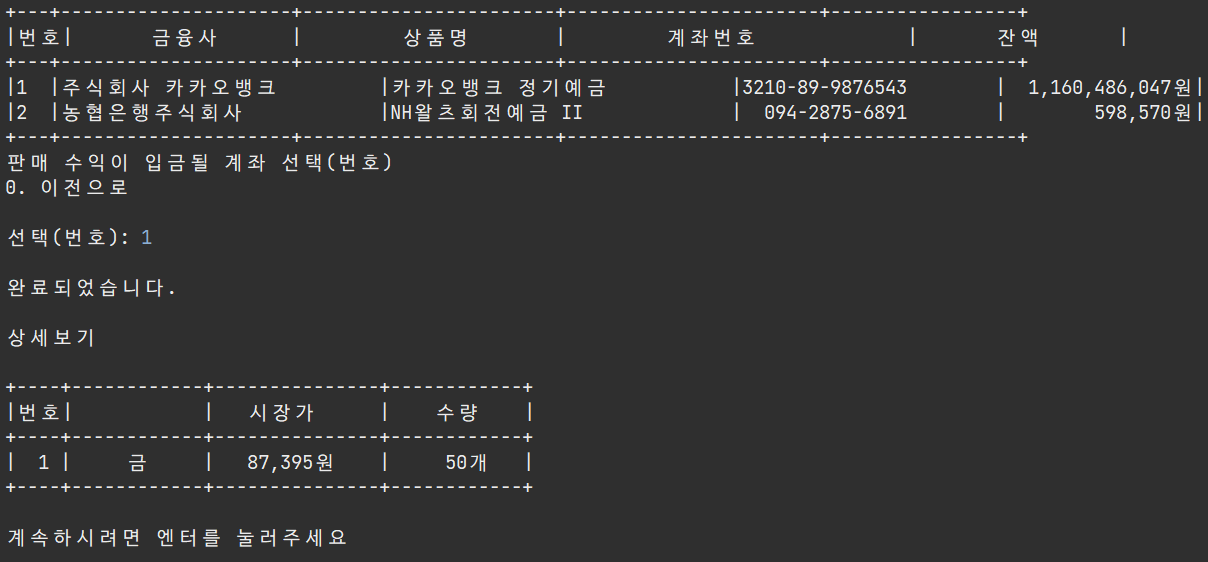 +---+--------------------+-----------------------+-----------------------+-----------------+
|번호|       금융사       |         상품명        |         계좌번호              |       잔액       |
+---+--------------------+-----------------------+-----------------------+-----------------+
|1  |주식회사 카카오뱅크         |카카오뱅크 정기예금           |3210-89-9876543        |  1,160,486,047원|
|2  |농협은행주식회사            |NH왈츠회전예금 II             |  094-2875-6891        |        598,570원|
+---+--------------------+-----------------------+-----------------------+-----------------+
판매 수익이 입금될 계좌 선택(번호)
0. 이전으로
선택(번호): 1
완료되었습니다.
상세보기
+----+------------+---------------+------------+
|번호|            |   시장가      |    수량    |
+----+------------+---------------+------------+
|  1 |     금     |   87,395원    |     50개   |
+----+------------+---------------+------------+
계속하시려면 엔터를 눌러주세요